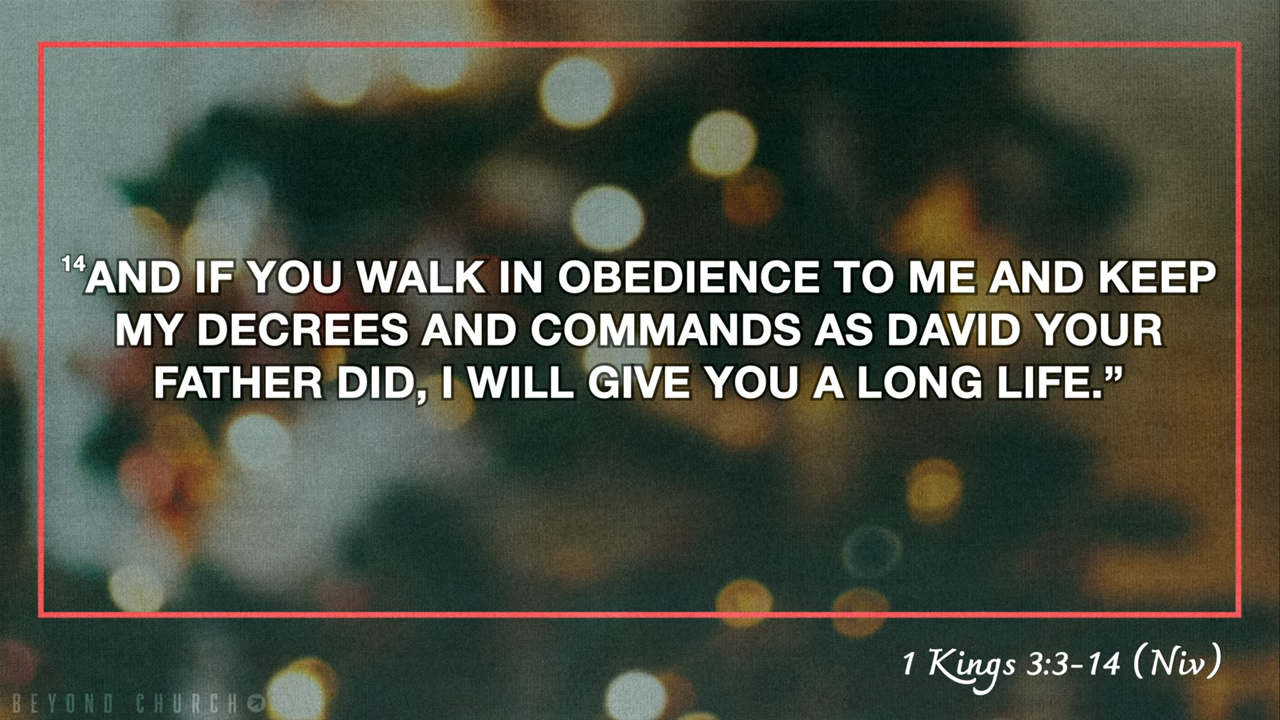 14AND IF YOU WALK IN OBEDIENCE TO ME AND KEEP
MY DECREES AND COMMANDS AS DAVID YOUR
FATHER DID, I WILL GIVE YOU A LONG LIFE.”
1 Kings 3:3-14 (Niv)
BEYOND CHURCH